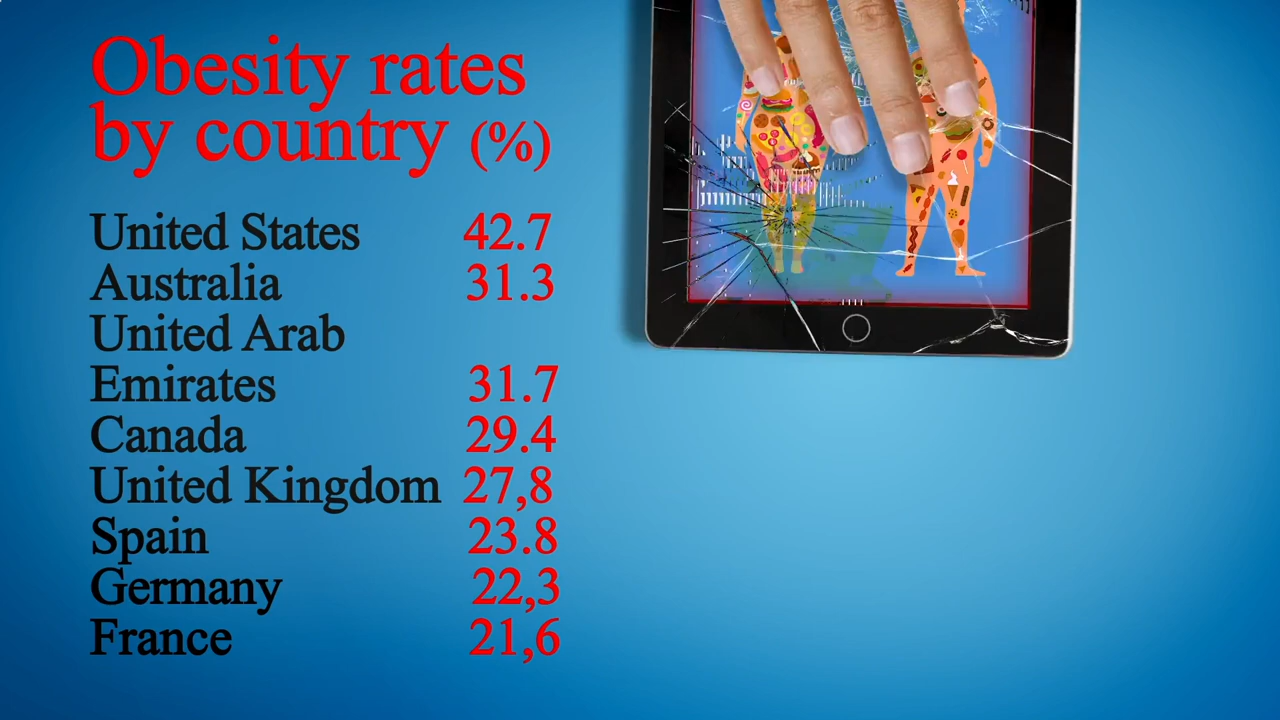 Obesity rates
by country (%)
United States 42.7
Australia 31.3
United Arab
Emirates 31.7
Canada 29.4
United Kingdom 27,8
Spain 23.8
Germany 22,3
France 21,6